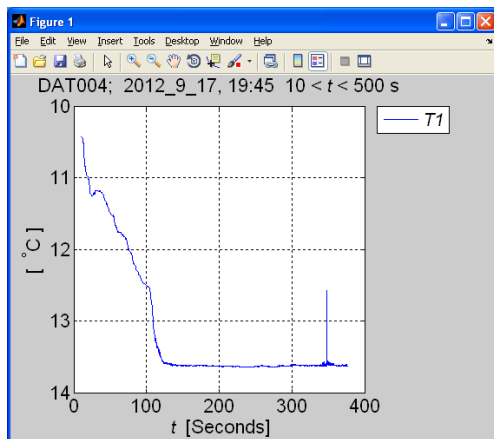 Figure 1
File Edit View Insert Tools Desktop Window Help
DAT004; 2012_9_17, 19:45 10 < t < 500 s
T1
10
11
12
13
14
[ °C ]
0 100 200 300 400
t [Seconds]